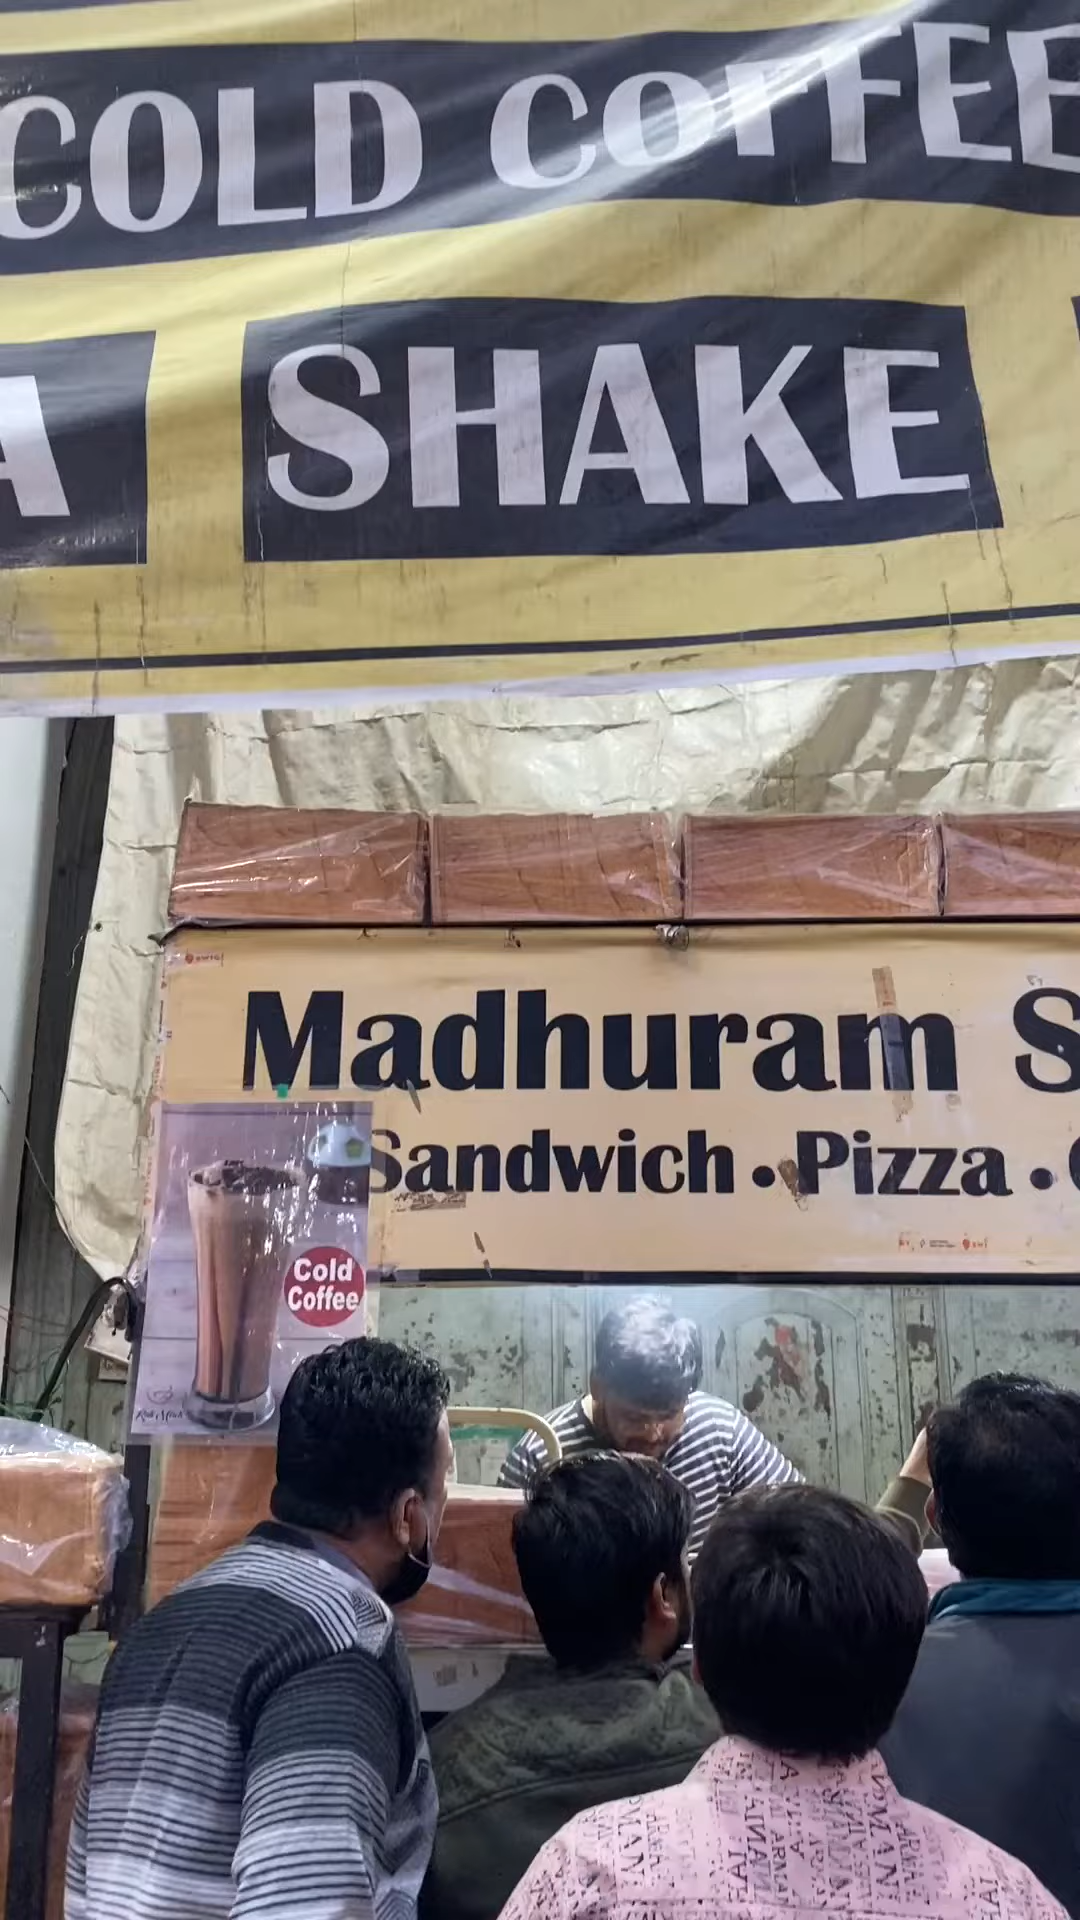 COLD COFFEE
A SHAKE
Madhuram S
Sandwich • Pizza •
Cold
Coffee